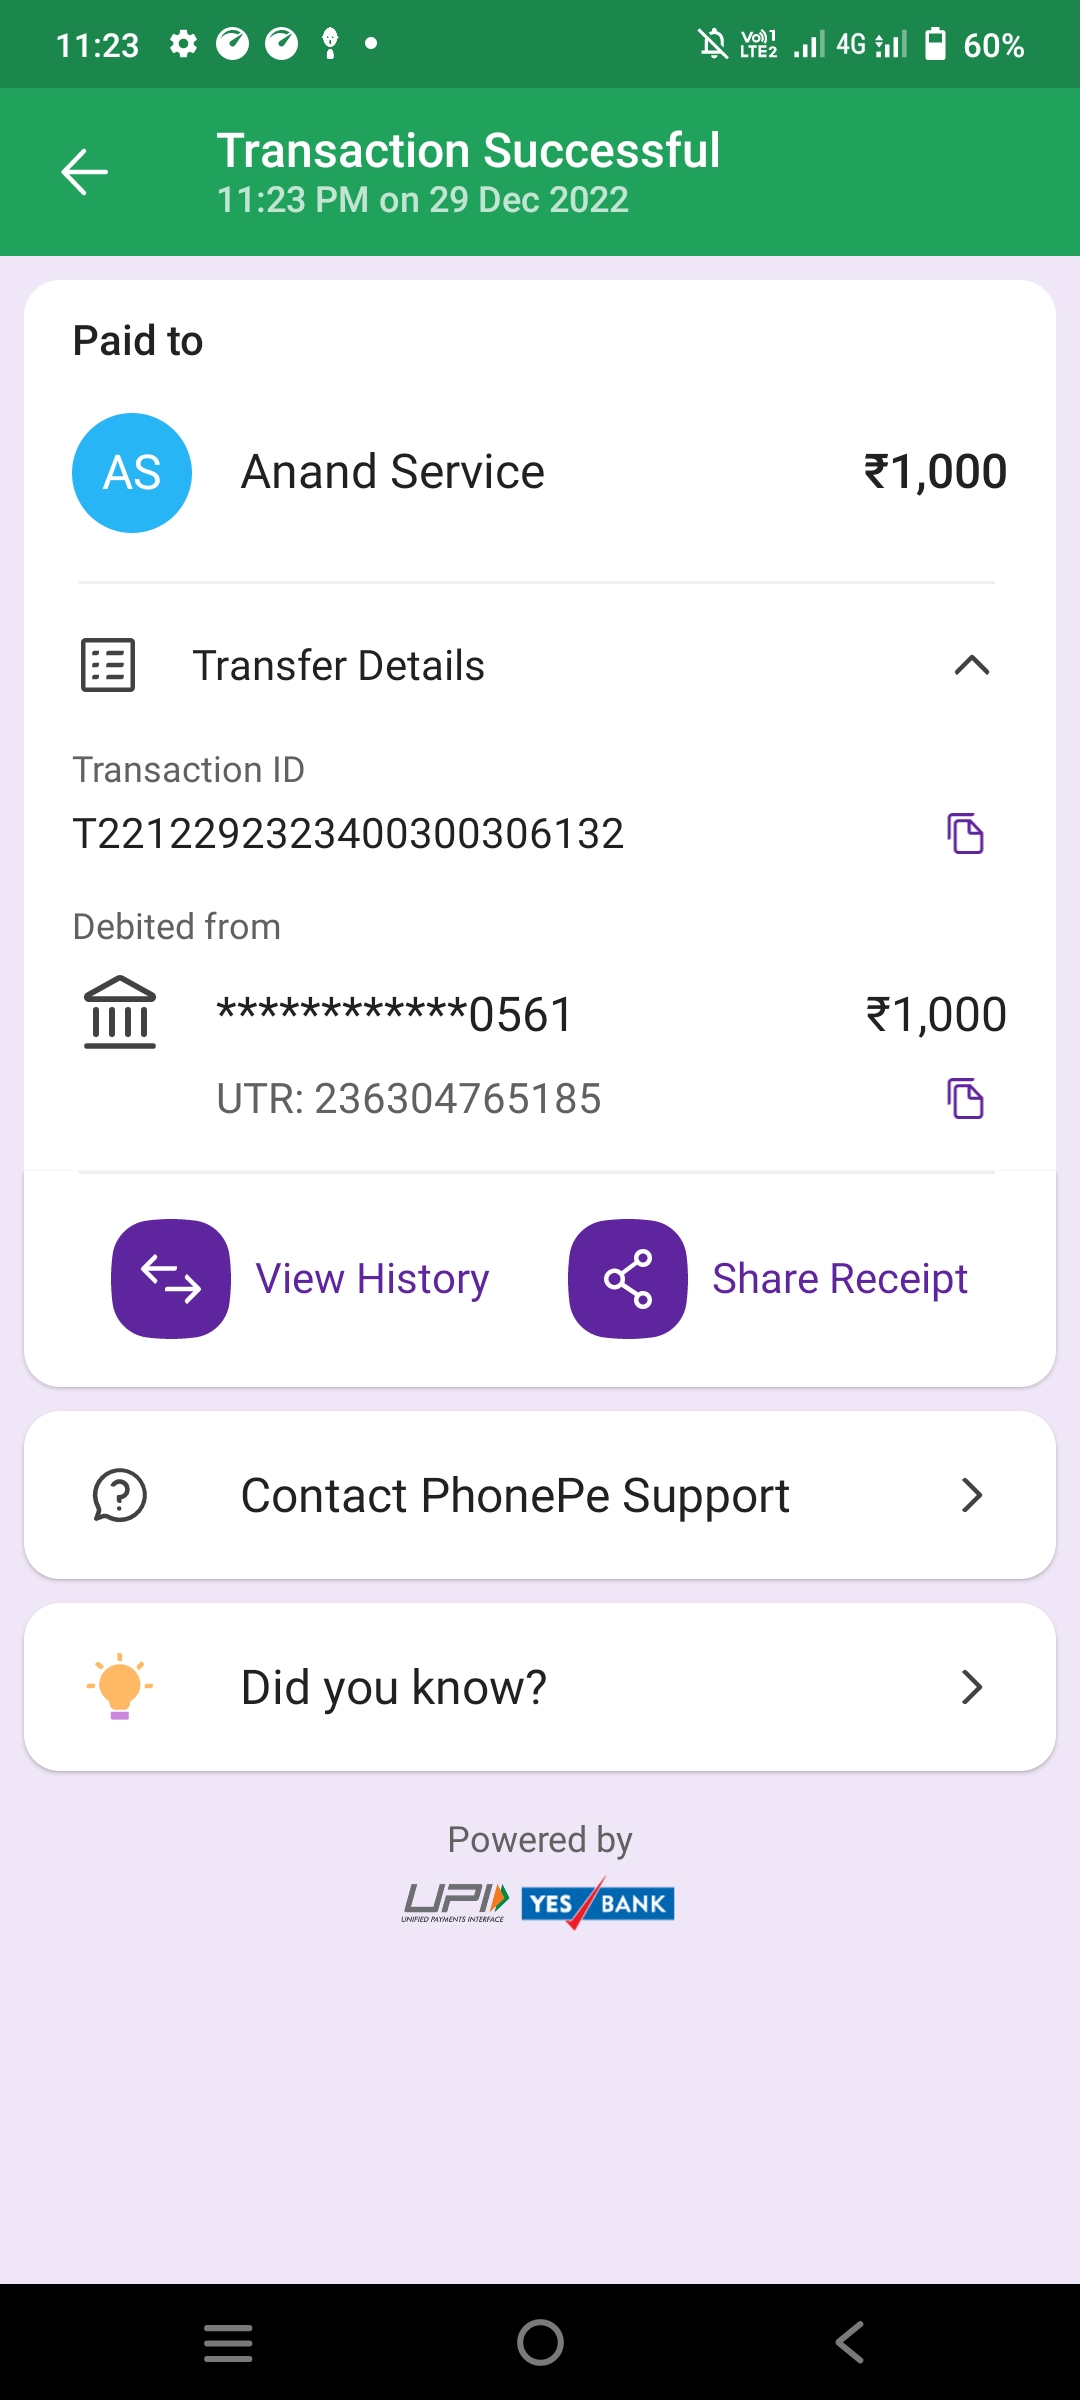 11:23 Vo))1 LTE2 4G 60%
Transaction Successful
11:23 PM on 29 Dec 2022
Paid to
AS Anand Service ₹1,000
Transfer Details
Transaction ID
T2212292323400300306132
Debited from
************0561 ₹1,000
UTR: 236304765185
View History Share Receipt
Contact PhonePe Support
Did you know?
Powered by
UPI YES BANK
UNIFIED PAYMENTS INTERFACE